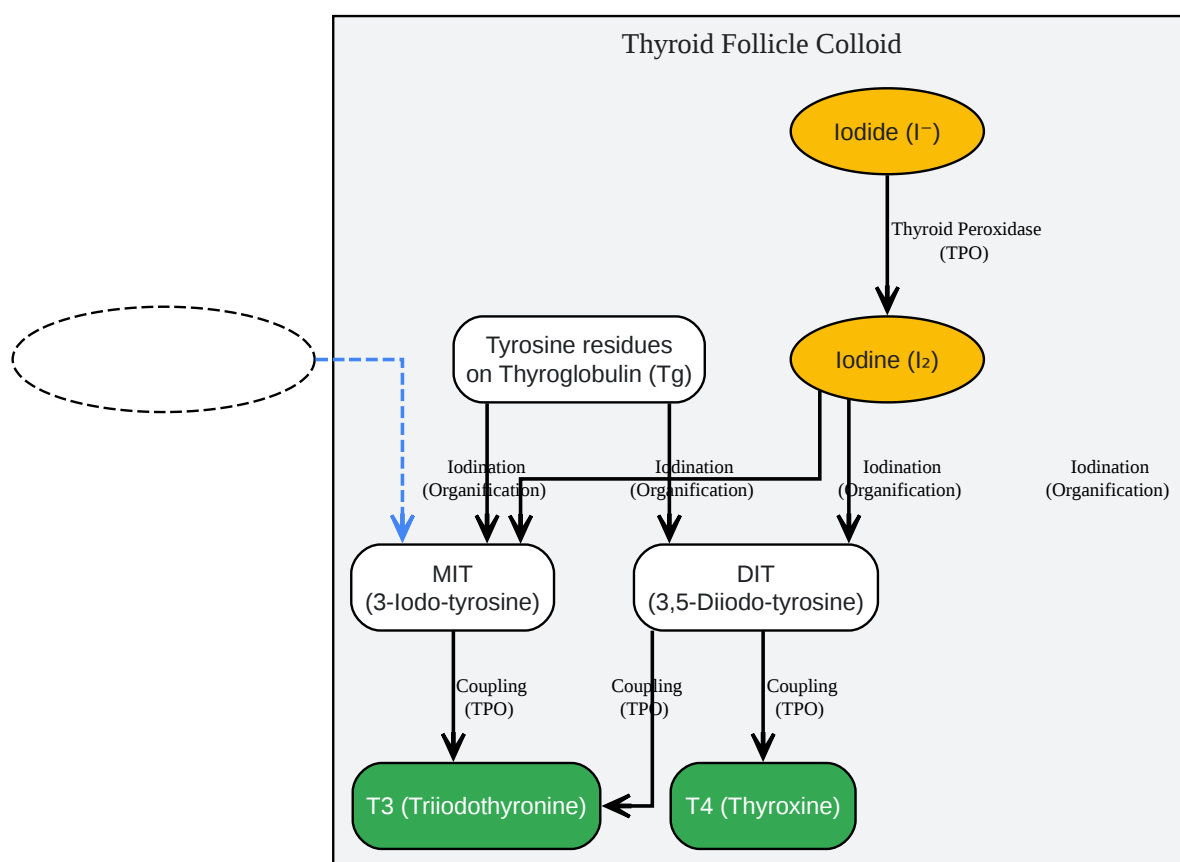 Thyroid Follicle Colloid
Iodide (I⁻)
Thyroid Peroxidase
(TPO)
Tyrosine residues
on Thyroglobulin (Tg)
Iodine (I₂)
Iodination
(Organification)
Iodination
(Organification)
Iodination
(Organification)
Iodination
(Organification)
MIT
(3-Iodo-tyrosine)
DIT
(3,5-Diiodo-tyrosine)
Coupling
(TPO)
Coupling
(TPO)
Coupling
(TPO)
T3 (Triiodothyronine)
T4 (Thyroxine)